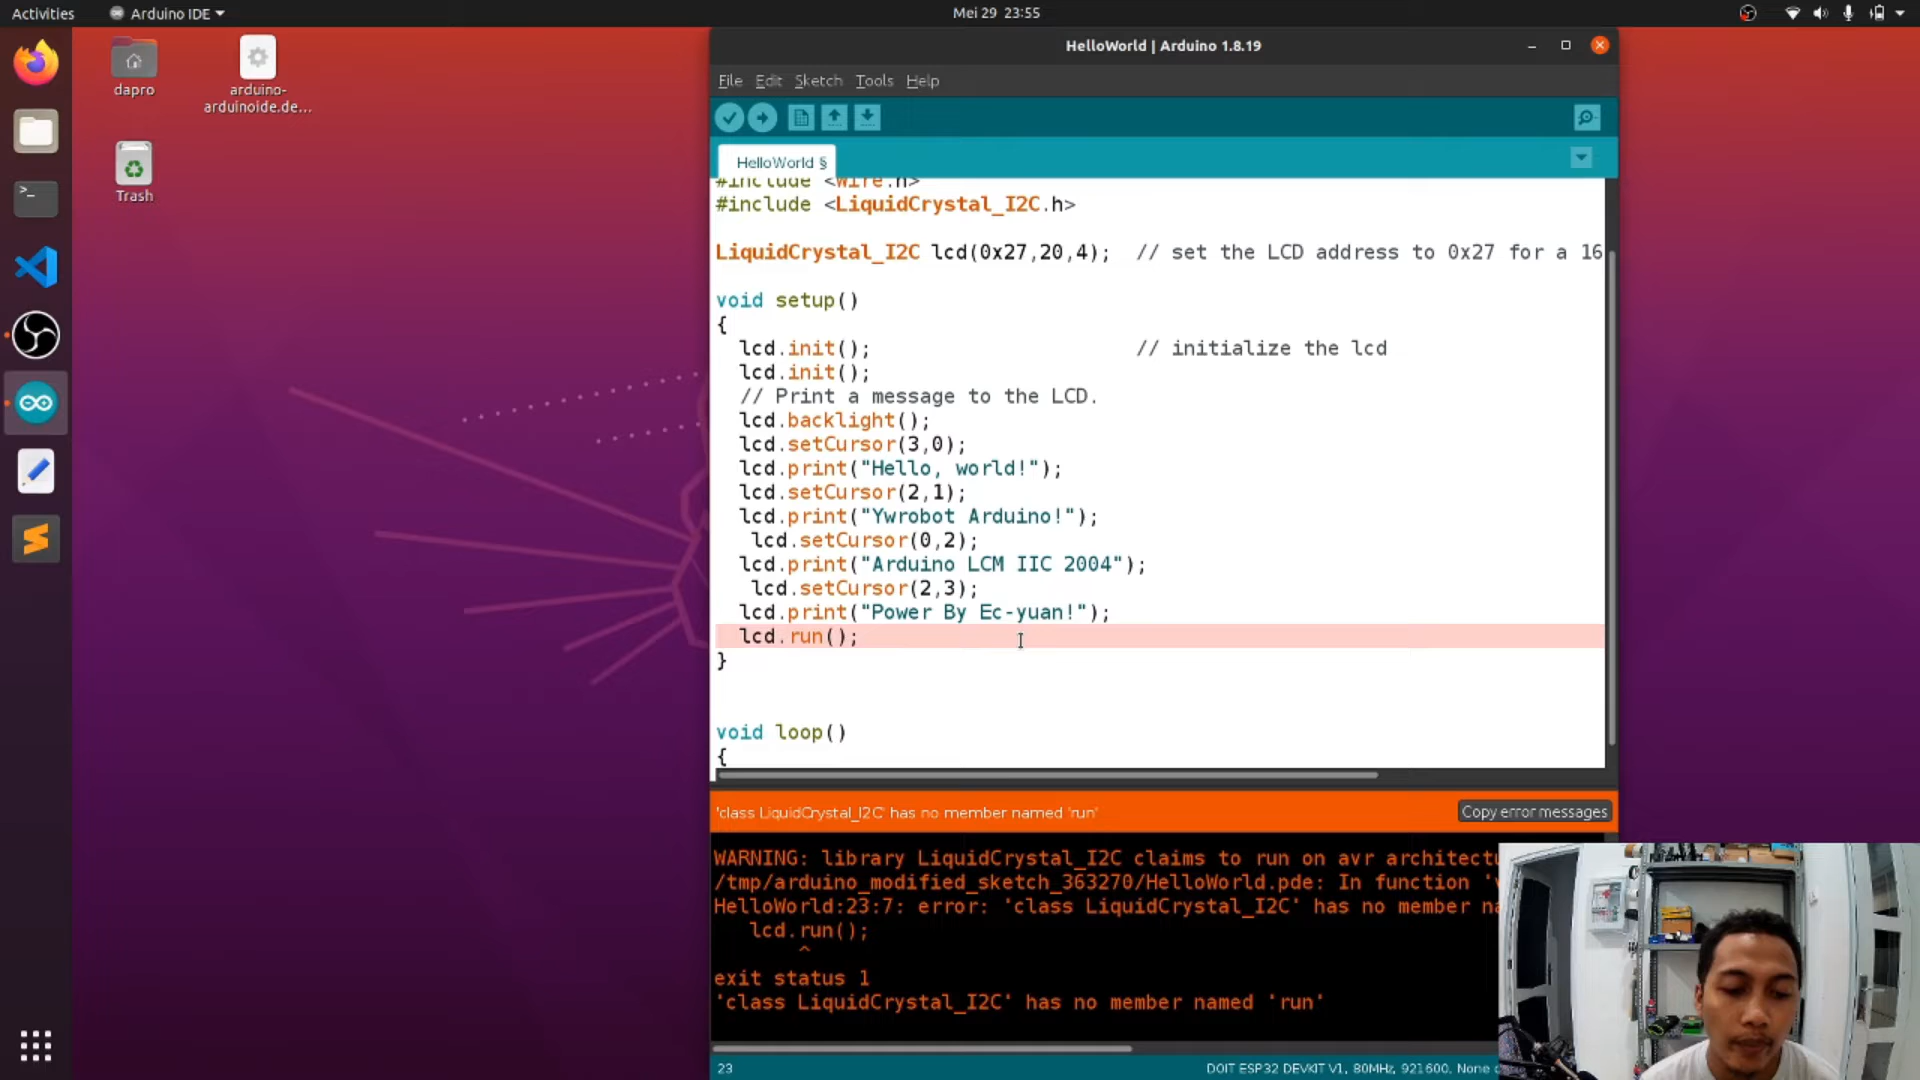 Activities
Arduino IDE
Mei 29 23:55
dapro
arduino-
arduinoide.de...
Trash
HelloWorld | Arduino 1.8.19
File Edit Sketch Tools Help
HelloWorld §
#include <Wire.h>
#include <LiquidCrystal_I2C.h>
LiquidCrystal_I2C lcd(0x27,20,4);  // set the LCD address to 0x27 for a 16
void setup()
{
lcd.init();                      // initialize the lcd
lcd.init();
// Print a message to the LCD.
lcd.backlight();
lcd.setCursor(3,0);
lcd.print("Hello, world!");
lcd.setCursor(2,1);
lcd.print("Ywrobot Arduino!");
lcd.setCursor(0,2);
lcd.print("Arduino LCM IIC 2004");
lcd.setCursor(2,3);
lcd.print("Power By Ec-yuan!");
lcd.run();
}
void loop()
{
'class LiquidCrystal_I2C' has no member named 'run'
Copy error messages
WARNING: library LiquidCrystal_I2C claims to run on avr
/tmp/arduino_modified_sketch_363270/HelloWorld.pde: In function
HelloWorld:23:7: error: 'class LiquidCrystal_I2C' has no member
lcd.run();
^
exit status 1
'class LiquidCrystal_I2C' has no member named 'run'
23
DOIT ESP32 DEVKIT V1, 80MHz, 921600, None